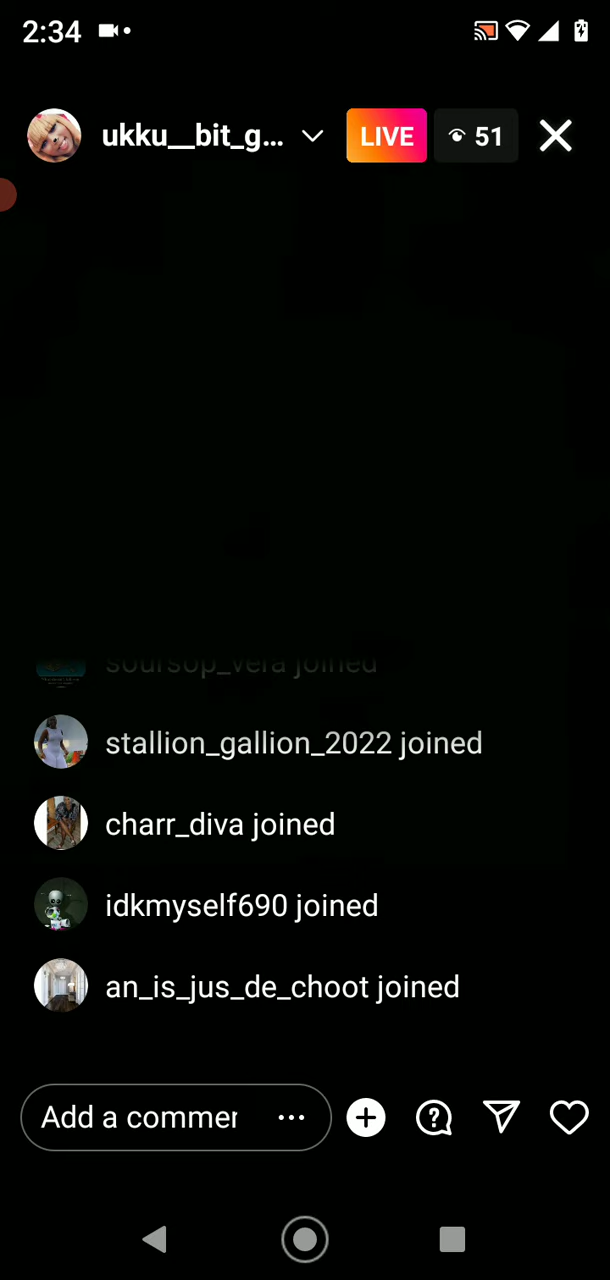 2:34
ukku__bit_g... LIVE 51
soursop_vera joined
stallion_gallion_2022 joined
charr_diva joined
idkmyself690 joined
an_is_jus_de_choot joined
Add a commer